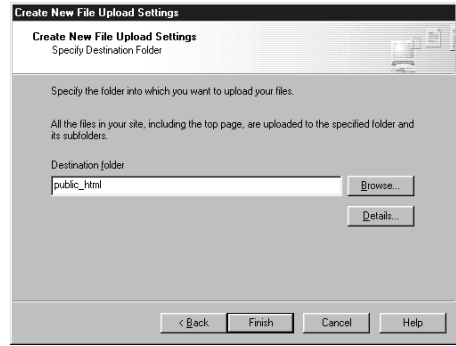 Create New File Upload Settings
Create New File Upload Settings
Specify Destination Folder
Specify the folder into which you want to upload your files.
All the files in your site, including the top page, are uploaded to the specified folder and
its subfolders.
Destination folder
public_html
Browse...
Details...
< Back
Finish
Cancel
Help